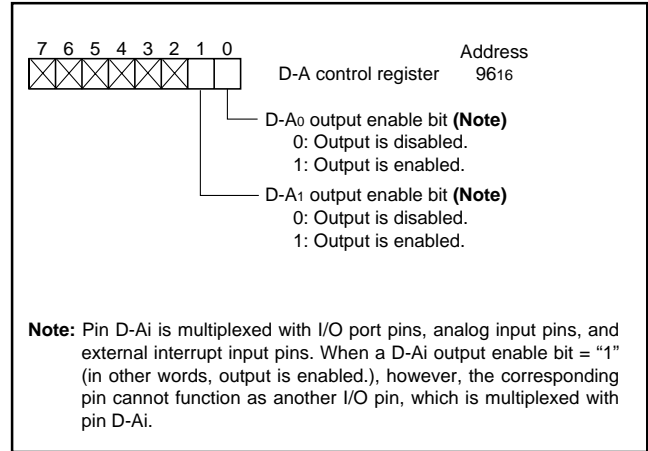 7 6 5 4 3 2 1 0
Address
D-A control register 9616
D-A0 output enable bit (Note)
0: Output is disabled.
1: Output is enabled.
D-A1 output enable bit (Note)
0: Output is disabled.
1: Output is enabled.
Note: Pin D-Ai is multiplexed with I/O port pins, analog input pins, and
external interrupt input pins. When a D-Ai output enable bit = “1”
(in other words, output is enabled.), however, the corresponding
pin cannot function as another I/O pin, which is multiplexed with
pin D-Ai.